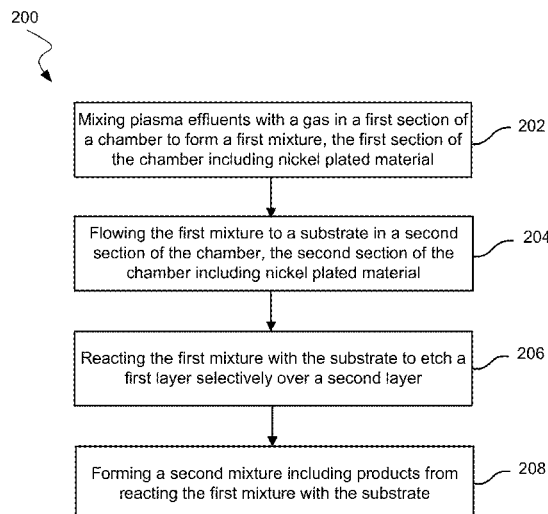 200
Mixing plasma effluents with a gas in a first section of
a chamber to form a first mixture, the first section of
the chamber including nickel plated material
202
Flowing the first mixture to a substrate in a second
section of the chamber, the second section of the
chamber including nickel plated material
204
Reacting the first mixture with the substrate to etch a
first layer selectively over a second layer
206
Forming a second mixture including products from
reacting the first mixture with the substrate
208